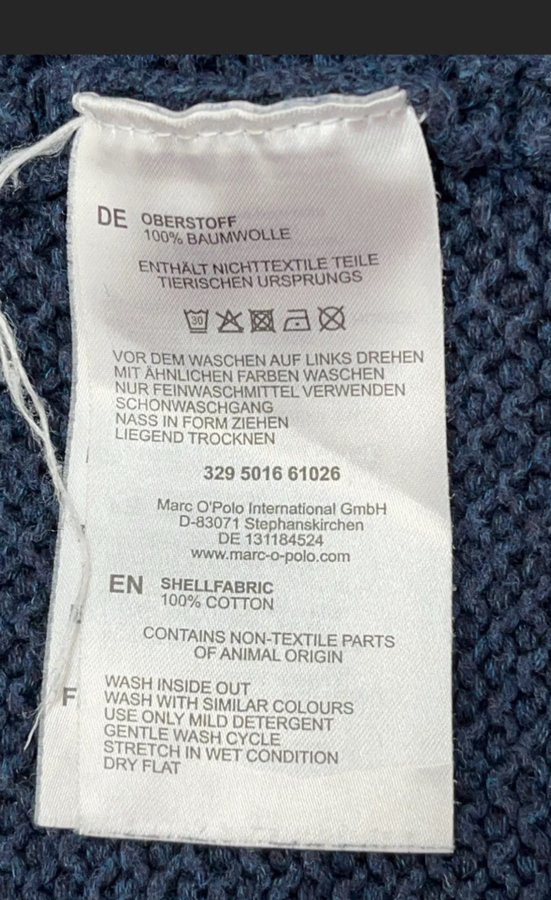 DE OBERSTOFF
100% BAUMWOLLE
ENTHÄLT NICHTTEXTILE TEILE
TIERISCHEN URSPRUNGS
30
VOR DEM WASCHEN AUF LINKS DREHEN
MIT ÄHNLICHEN FARBEN WASCHEN
NUR FEINWASCHMITTEL VERWENDEN
SCHONWASCHGANG
NASS IN FORM ZIEHEN
LIEGEND TROCKNEN
329 5016 61026
Marc O'Polo International GmbH
D-83071 Stephanskirchen
DE 131184524
www.marc-o-polo.com
EN SHELLFABRIC
100% COTTON
CONTAINS NON-TEXTILE PARTS
OF ANIMAL ORIGIN
WASH INSIDE OUT
WASH WITH SIMILAR COLOURS
USE ONLY MILD DETERGENT
GENTLE WASH CYCLE
STRETCH IN WET CONDITION
DRY FLAT
F